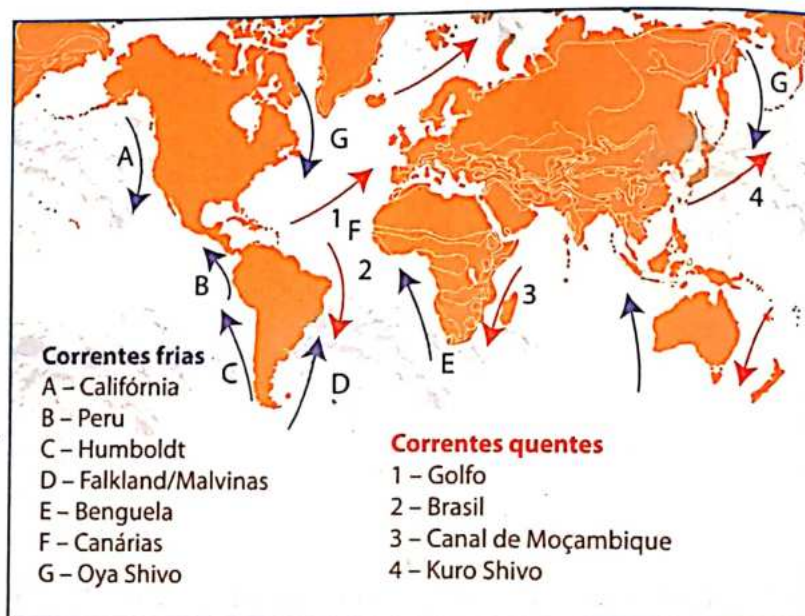 G
G
A
4
1
F
2
B
3
E
C
D
Correntes frias
A – Califórnia
B – Peru
C – Humboldt
D – Falkland/Malvinas
E – Benguela
F – Canárias
G – Oya Shivo
Correntes quentes
1 – Golfo
2 – Brasil
3 – Canal de Moçambique
4 – Kuro Shivo